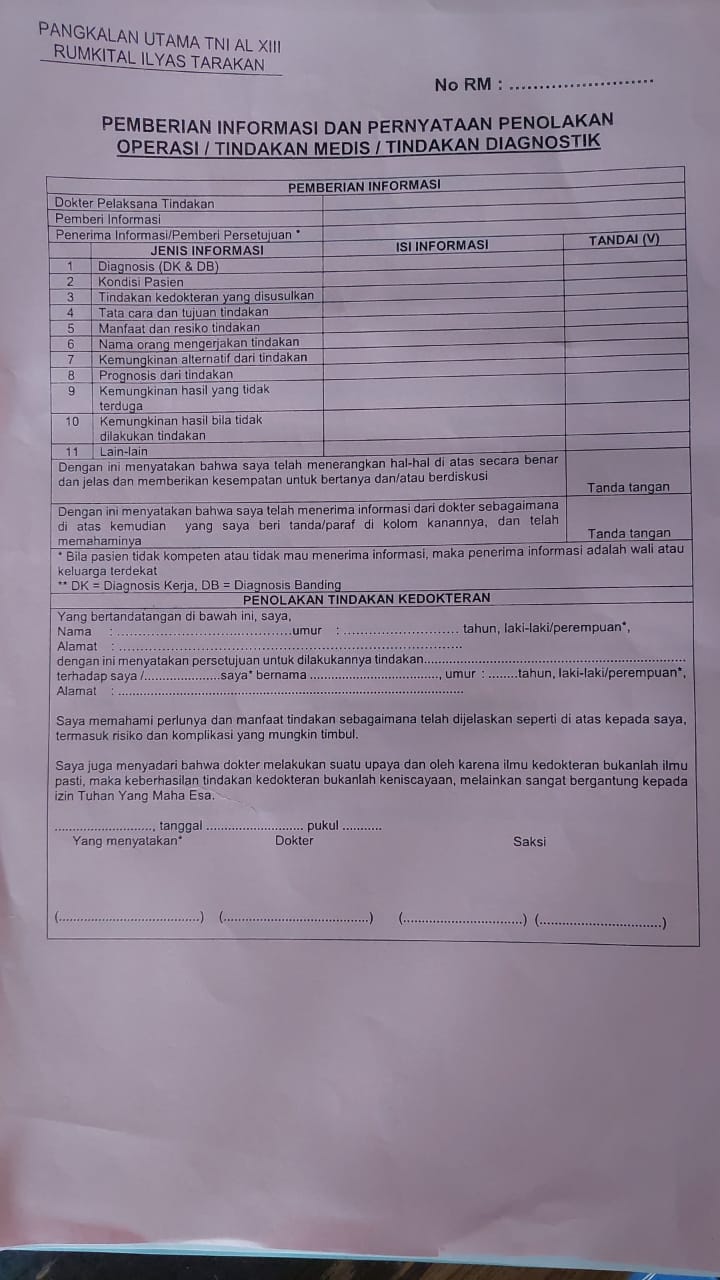 PANGKALAN UTAMA TNI AL XIII
RUMKITAL ILYAS TARAKAN
No RM : ........................
PEMBERIAN INFORMASI DAN PERNYATAAN PENOLAKAN
OPERASI / TINDAKAN MEDIS / TINDAKAN DIAGNOSTIK
PEMBERIAN INFORMASI
Dokter Pelaksana Tindakan
Pemberi Informasi
Penerima Informasi/Pemberi Persetujuan *
JENIS INFORMASI ISI INFORMASI TANDAI (V)
1 Diagnosis (DK & DB)
2 Kondisi Pasien
3 Tindakan kedokteran yang disusulkan
4 Tata cara dan tujuan tindakan
5 Manfaat dan resiko tindakan
6 Nama orang mengerjakan tindakan
7 Kemungkinan alternatif dari tindakan
8 Prognosis dari tindakan
9 Kemungkinan hasil yang tidak
terduga
10 Kemungkinan hasil bila tidak
dilakukan tindakan
11 Lain-lain
Dengan ini menyatakan bahwa saya telah menerangkan hal-hal di atas secara benar
dan jelas dan memberikan kesempatan untuk bertanya dan/atau berdiskusi
Tanda tangan
Dengan ini menyatakan bahwa saya telah menerima informasi dari dokter sebagaimana
di atas kemudian yang saya beri tanda/paraf di kolom kanannya, dan telah
memahaminya
Tanda tangan
* Bila pasien tidak kompeten atau tidak mau menerima informasi, maka penerima informasi adalah wali atau
keluarga terdekat
** DK = Diagnosis Kerja, DB = Diagnosis Banding
PENOLAKAN TINDAKAN KEDOKTERAN
Yang bertandatangan di bawah ini, saya,
Nama : ........................................umur : .......................... tahun, laki-laki/perempuan*,
Alamat : ..............................................................................
dengan ini menyatakan persetujuan untuk dilakukannya tindakan............................................................
terhadap saya /.....................saya* bernama ....................................., umur : ........tahun, laki-laki/perempuan*,
Alamat : ..............................................................................
Saya memahami perlunya dan manfaat tindakan sebagaimana telah dijelaskan seperti di atas kepada saya,
termasuk risiko dan komplikasi yang mungkin timbul.
Saya juga menyadari bahwa dokter melakukan suatu upaya dan oleh karena ilmu kedokteran bukanlah ilmu
pasti, maka keberhasilan tindakan kedokteran bukanlah keniscayaan, melainkan sangat bergantung kepada
izin Tuhan Yang Maha Esa.
.........................., tanggal .......................... pukul ...........
Yang menyatakan* Dokter Saksi
(.....................................) (.......................................) (................................) (.................................)